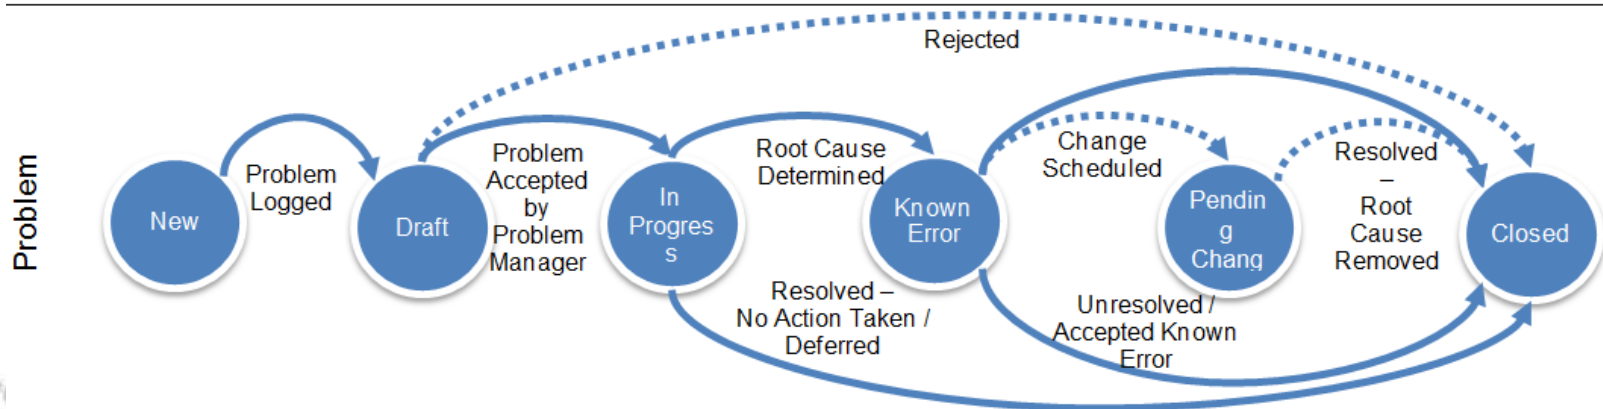 Rejected
Problem
New
Problem
Logged
Draft
Problem
Accepted
by
Problem
Manager
In
Progres
s
Root Cause
Determined
Known
Error
Change
Scheduled
Pendin
g
Chang
Resolved
–
Root
Cause
Removed
Closed
Resolved –
No Action Taken /
Deferred
Unresolved /
Accepted Known
Error